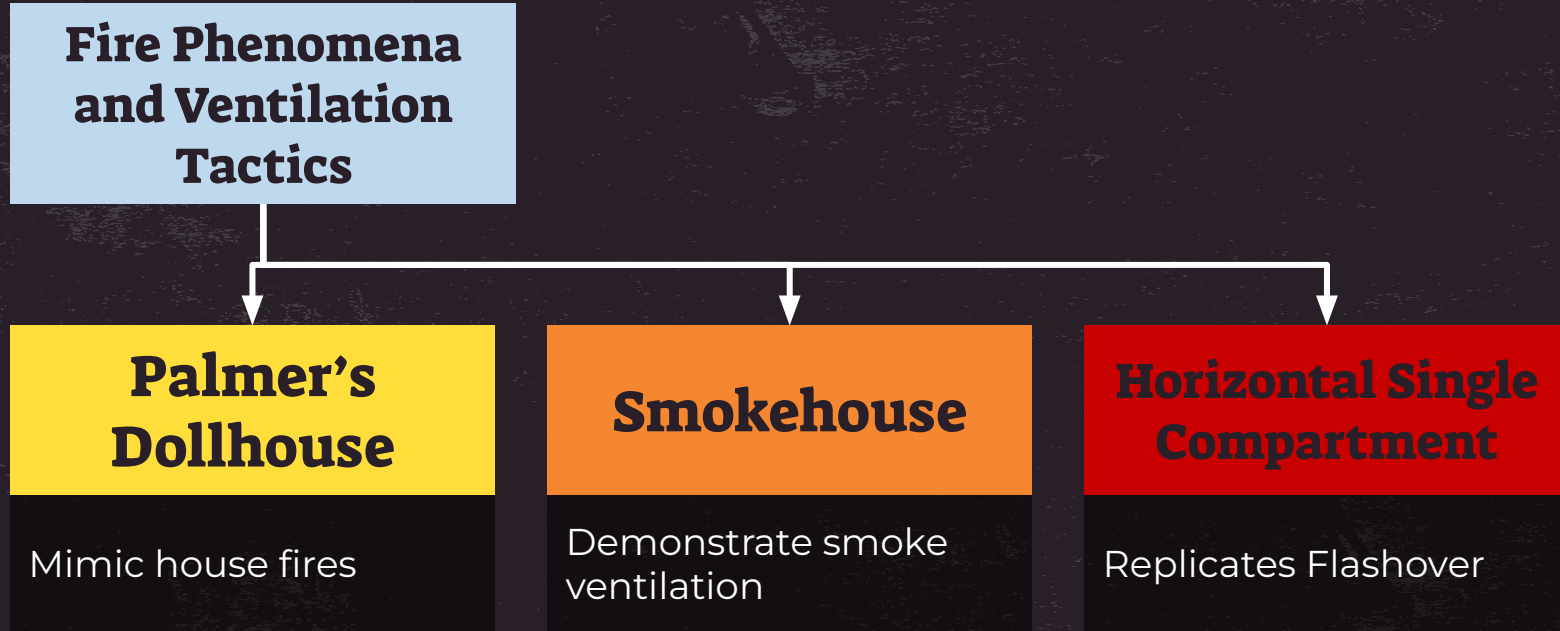 Fire Phenomena
and Ventilation
Tactics
Palmer’s
Dollhouse
Smokehouse
Horizontal Single
Compartment
Mimic house fires
Demonstrate smoke
ventilation
Replicates Flashover